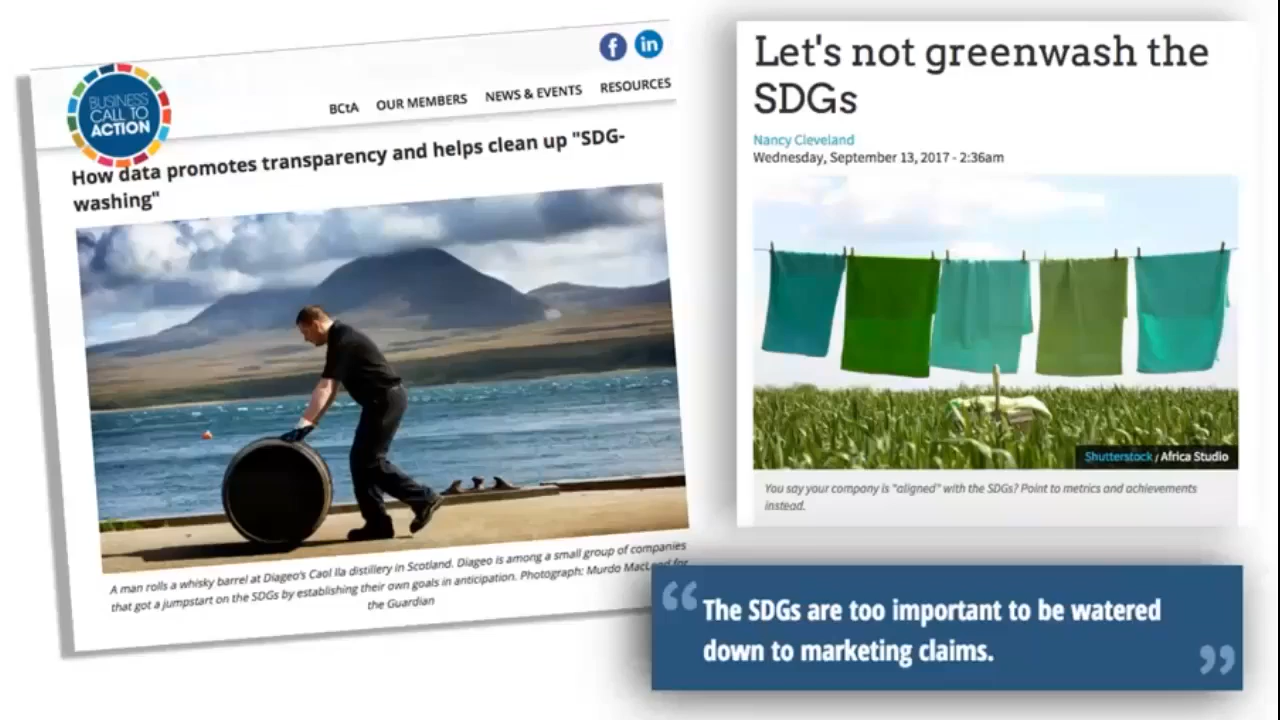 BUSINESS
CALL TO
ACTION
f
in
BCtA OUR MEMBERS NEWS & EVENTS RESOURCES
How data promotes transparency and helps clean up "SDG-
washing"
A man rolls a whisky barrel at Diageo's Caol Ila distillery in Scotland. Diageo is among a small group of companies
that got a jumpstart on the SDGs by establishing their own goals in anticipation. Photograph: Murdo for
the Guardian
Let's not greenwash the
SDGs
Nancy Cleveland
Wednesday, September 13, 2017 - 2:36am
Shutterstock / Africa Studio
You say your company is "aligned" with the SDGs? Point to metrics and achievements
instead.
“ The SDGs are too important to be watered
down to marketing claims. ”